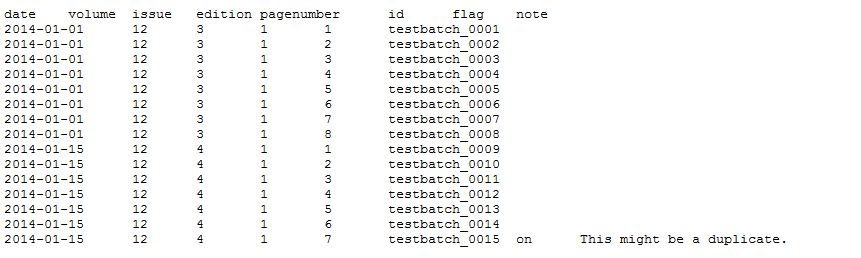 date volume issue edition pagenumber id flag note
2014-01-01 12 3 1 1 testbatch_0001
2014-01-01 12 3 1 2 testbatch_0002
2014-01-01 12 3 1 3 testbatch_0003
2014-01-01 12 3 1 4 testbatch_0004
2014-01-01 12 3 1 5 testbatch_0005
2014-01-01 12 3 1 6 testbatch_0006
2014-01-01 12 3 1 7 testbatch_0007
2014-01-01 12 3 1 8 testbatch_0008
2014-01-15 12 4 1 1 testbatch_0009
2014-01-15 12 4 1 2 testbatch_0010
2014-01-15 12 4 1 3 testbatch_0011
2014-01-15 12 4 1 4 testbatch_0012
2014-01-15 12 4 1 5 testbatch_0013
2014-01-15 12 4 1 6 testbatch_0014
2014-01-15 12 4 1 7 testbatch_0015 on This might be a duplicate.